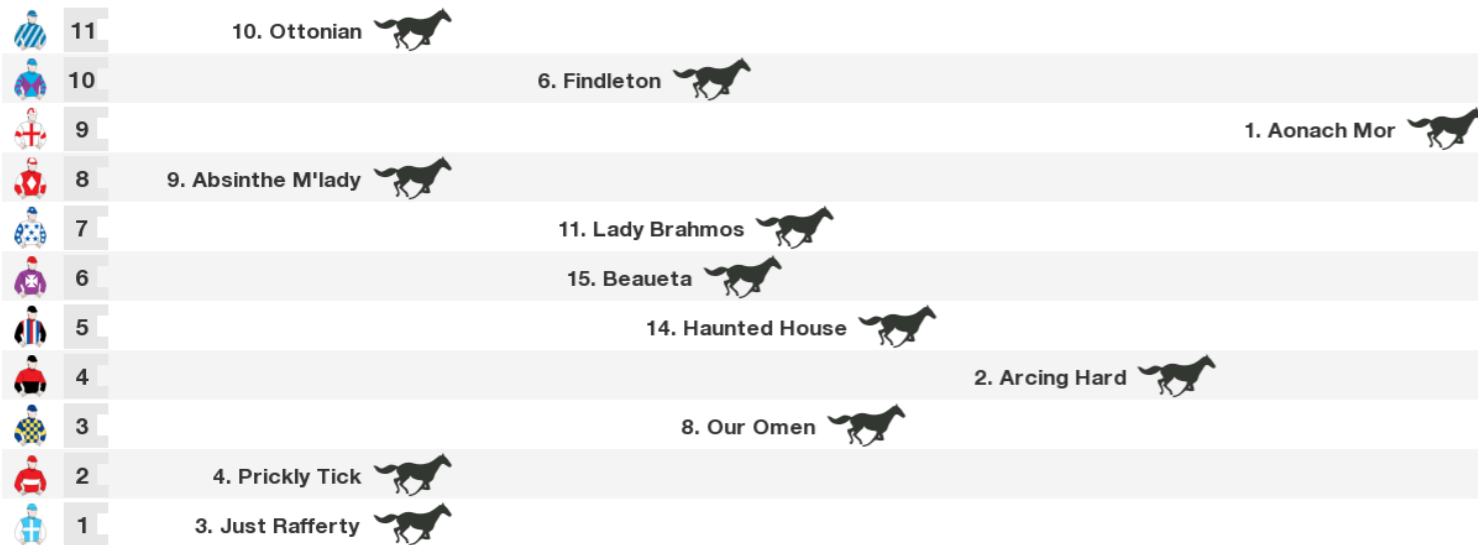 11 10. Ottonian
10 6. Findleton
9 1. Aonach Mor
8 9. Absinthe M'lady
7 11. Lady Brahmos
6 15. Beaueta
5 14. Haunted House
4 2. Arcing Hard
3 8. Our Omen
2 4. Prickly Tick
1 3. Just Rafferty